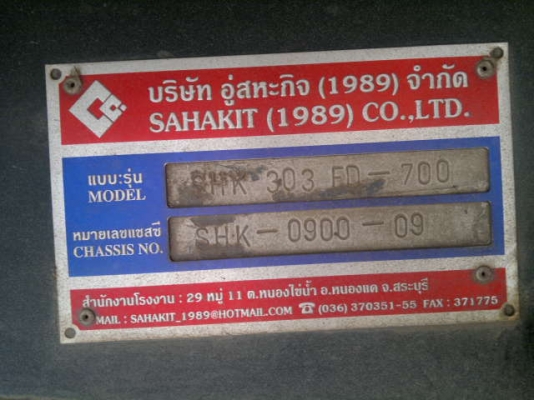 บริษัท อู่สหะกิจ (1989) จำกัด
SAHAKIT (1989) CO.,LTD.
แบบ:รุ่น
MODEL
SHK 303 FD-700
หมายเลขแชสซี
CHASSIS NO.
SHK-0900-09
สำนักงานโรงงาน : 29 หมู่ 11 ต.หนองไข่น้ำ อ.หนองแค จ.สระบุรี
MAIL : SAHAKIT_1989@HOTMAIL.COM ☎(036) 370351-55 FAX : 371775